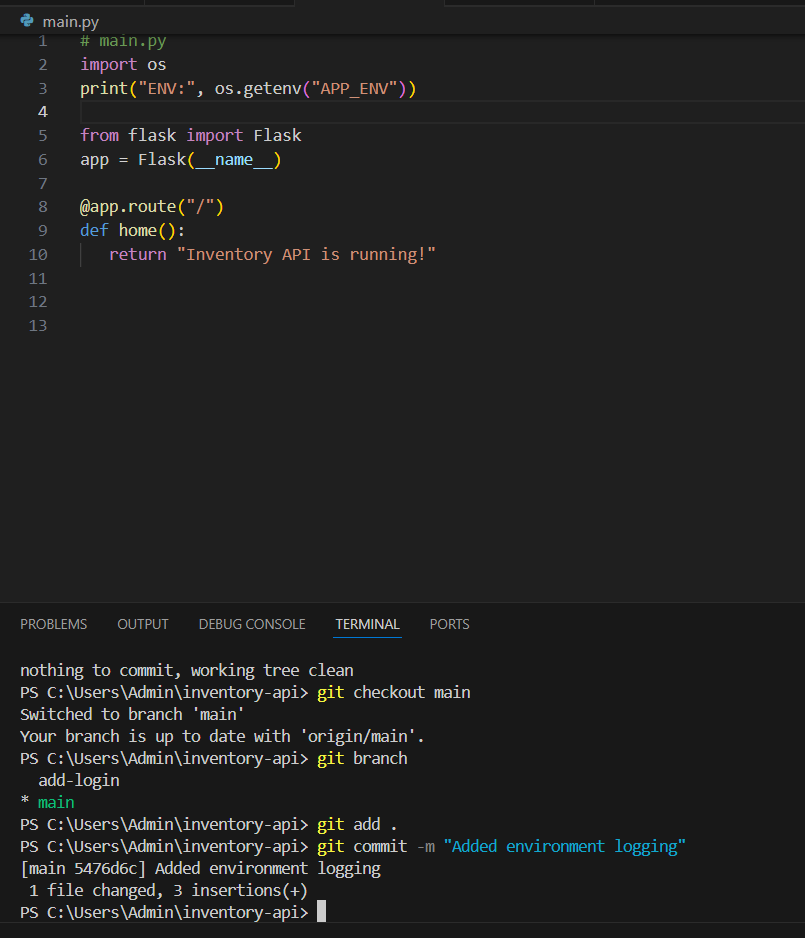 main.py
1 # main.py
2 import os
3 print("ENV:", os.getenv("APP_ENV"))
4
5 from flask import Flask
6 app = Flask(__name__)
7
8 @app.route("/")
9 def home():
10    return "Inventory API is running!"
11
12
13
PROBLEMS OUTPUT DEBUG CONSOLE TERMINAL PORTS
nothing to commit, working tree clean
PS C:\Users\Admin\inventory-api> git checkout main
Switched to branch 'main'
Your branch is up to date with 'origin/main'.
PS C:\Users\Admin\inventory-api> git branch
  add-login
* main
PS C:\Users\Admin\inventory-api> git add .
PS C:\Users\Admin\inventory-api> git commit -m "Added environment logging"
[main 5476d6c] Added environment logging
 1 file changed, 3 insertions(+)
PS C:\Users\Admin\inventory-api>